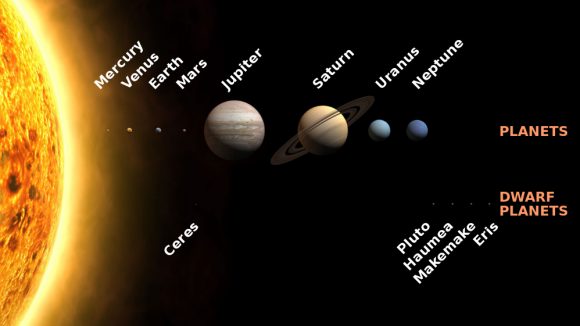 Mercury
Venus
Earth
Mars
Jupiter
Saturn
Uranus
Neptune
PLANETS
Ceres
Pluto
Haumea
Makemake
Eris
DWARF
PLANETS